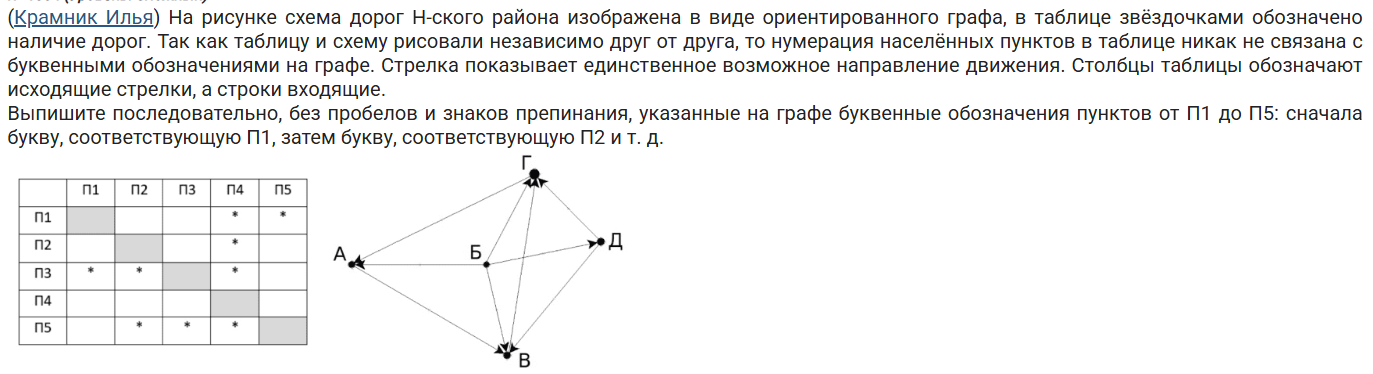 (Крамник Илья) На рисунке схема дорог Н-ского района изображена в виде ориентированного графа, в таблице звёздочками обозначено
наличие дорог. Так как таблицу и схему рисовали независимо друг от друга, то нумерация населённых пунктов в таблице никак не связана с
буквенными обозначениями на графе. Стрелка показывает единственное возможное направление движения. Столбцы таблицы обозначают
исходящие стрелки, а строки входящие.
Выпишите последовательно, без пробелов и знаков препинания, указанные на графе буквенные обозначения пунктов от П1 до П5: сначала
букву, соответствующую П1, затем букву, соответствующую П2 и т. д.
П1 П2 П3 П4 П5
П1 * *
П2 *
П3 * * *
П4
П5 * * *
Г
А
Б
Д
В